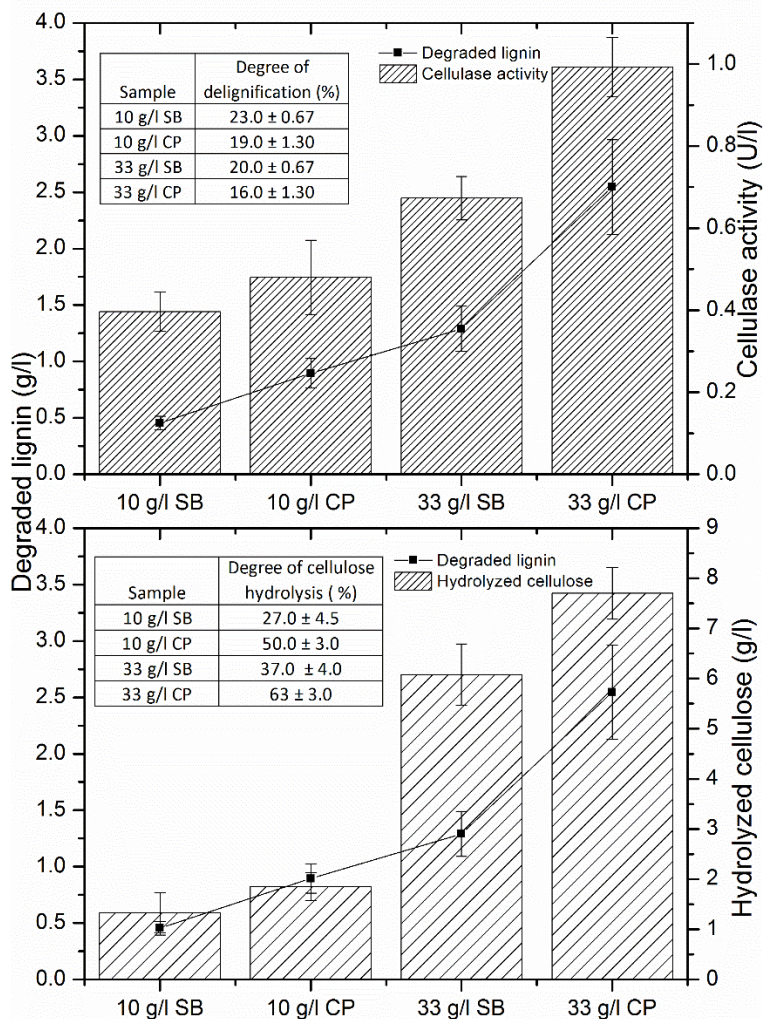 4.0
3.5
3.0
2.5
2.0
1.5
1.0
0.5
0.0
Degraded lignin
Cellulase activity
Sample Degree of delignification (%)
10 g/l SB 23.0 ± 0.67
10 g/l CP 19.0 ± 1.30
33 g/l SB 20.0 ± 0.67
33 g/l CP 16.0 ± 1.30
1.0
0.8
0.6
0.4
0.2
0.0
Cellulase activity (U/l)
10 g/l SB 10 g/l CP 33 g/l SB 33 g/l CP
Degraded lignin (g/l)
4.0
3.5
3.0
2.5
2.0
1.5
1.0
0.5
0.0
Degraded lignin
Hydrolyzed cellulose
Sample Degree of cellulose hydrolysis ( %)
10 g/l SB 27.0 ± 4.5
10 g/l CP 50.0 ± 3.0
33 g/l SB 37.0 ± 4.0
33 g/l CP 63 ± 3.0
9
8
7
6
5
4
3
2
1
0
Hydrolyzed cellulose (g/l)
10 g/l SB 10 g/l CP 33 g/l SB 33 g/l CP